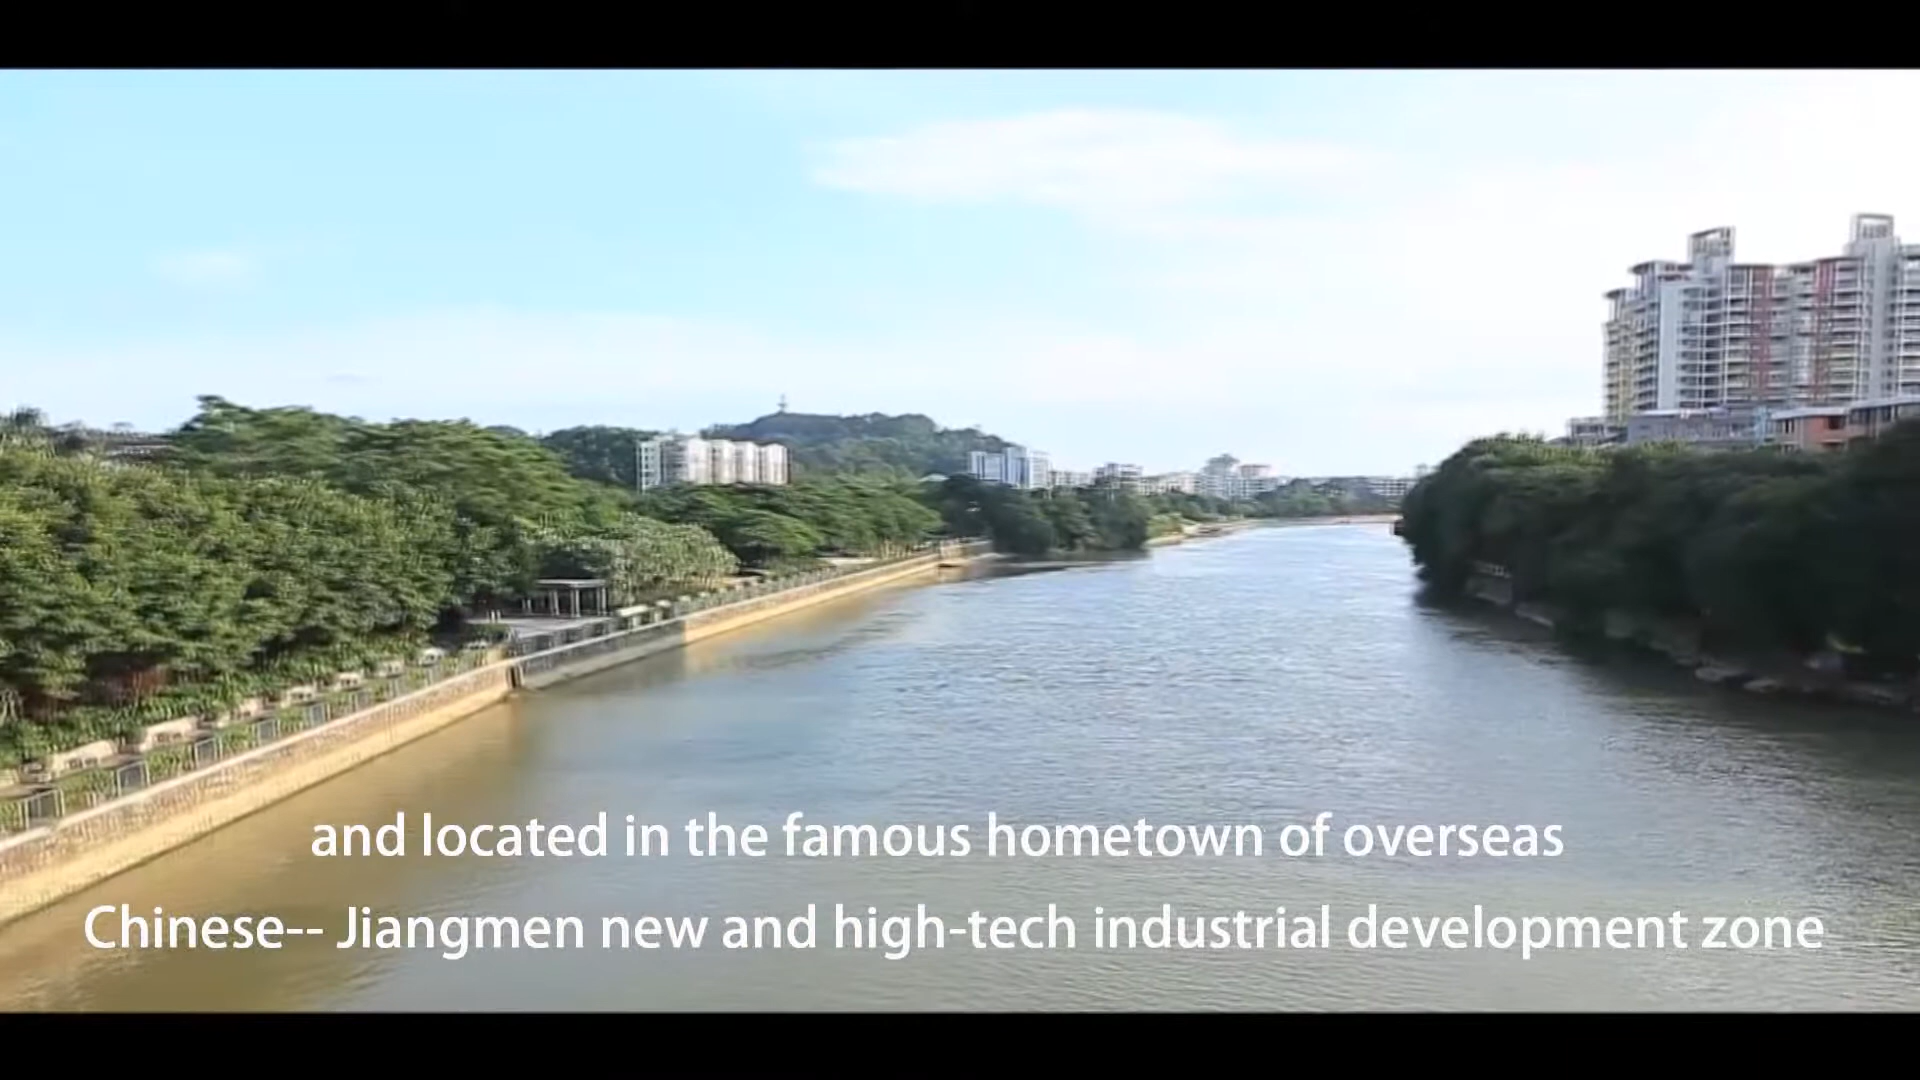 and located in the famous hometown of overseas
Chinese-- Jiangmen new and high-tech industrial development zone